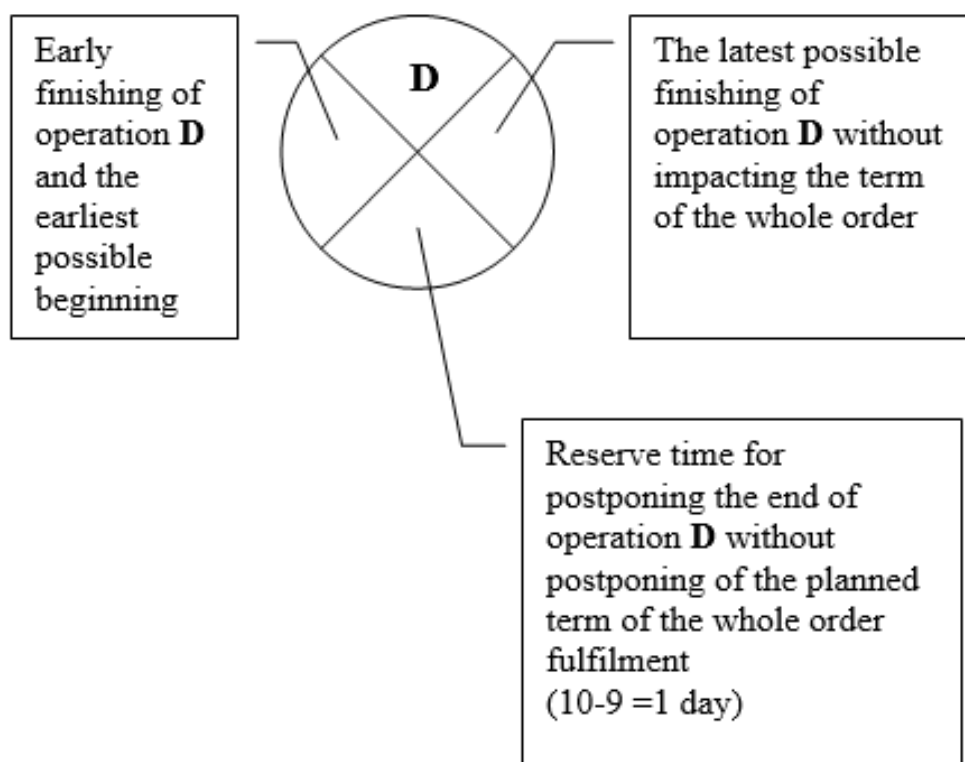 Early
finishing of
operation D
and the
earliest
possible
beginning
D
The latest possible
finishing of
operation D without
impacting the term
of the whole order
Reserve time for
postponing the end of
operation D without
postponing of the planned
term of the whole order
fulfilment
(10-9 =1 day)